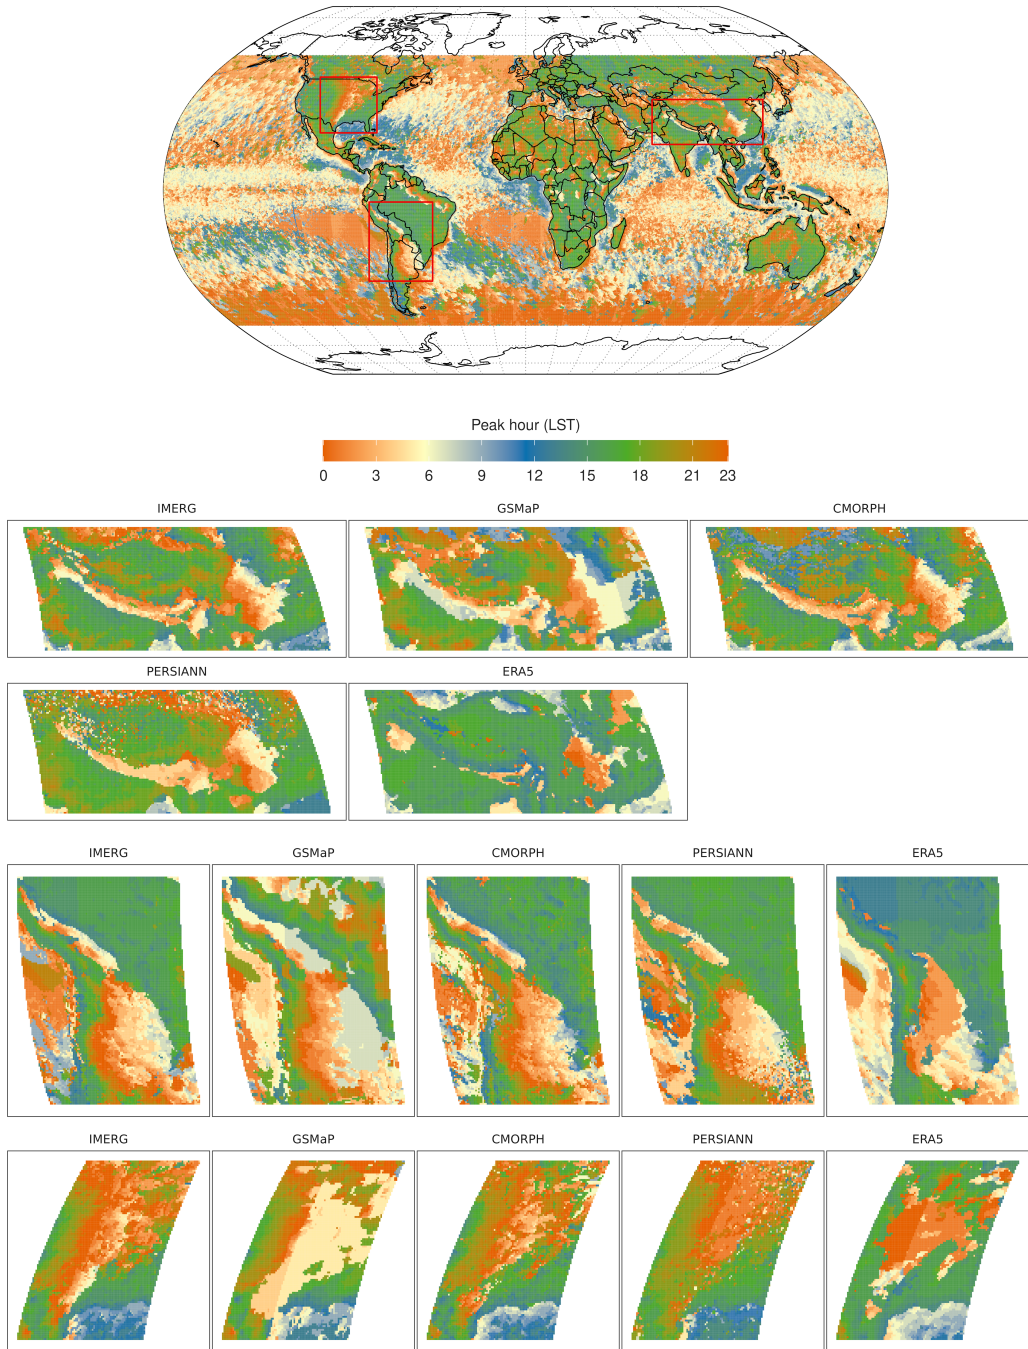 Peak hour (LST)
0 3 6 9 12 15 18 21 23
IMERG GSMaP CMORPH
PERSIANN ERA5
IMERG GSMaP CMORPH PERSIANN ERA5
IMERG GSMaP CMORPH PERSIANN ERA5